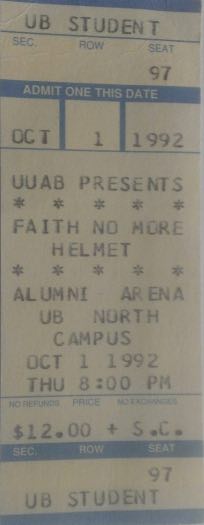 UB STUDENT
SEC. ROW SEAT
97
ADMIT ONE THIS DATE
OCT 1 1992
UUAB PRESENTS
* * * * *
FAITH NO MORE
HELMET
* * * * *
ALUMNI ARENA
UB NORTH
CAMPUS
OCT 1 1992
THU 8:00 PM
NO REFUNDS PRICE NO EXCHANGES
$12.00 + S.C.
SEC. ROW SEAT
97
UB STUDENT